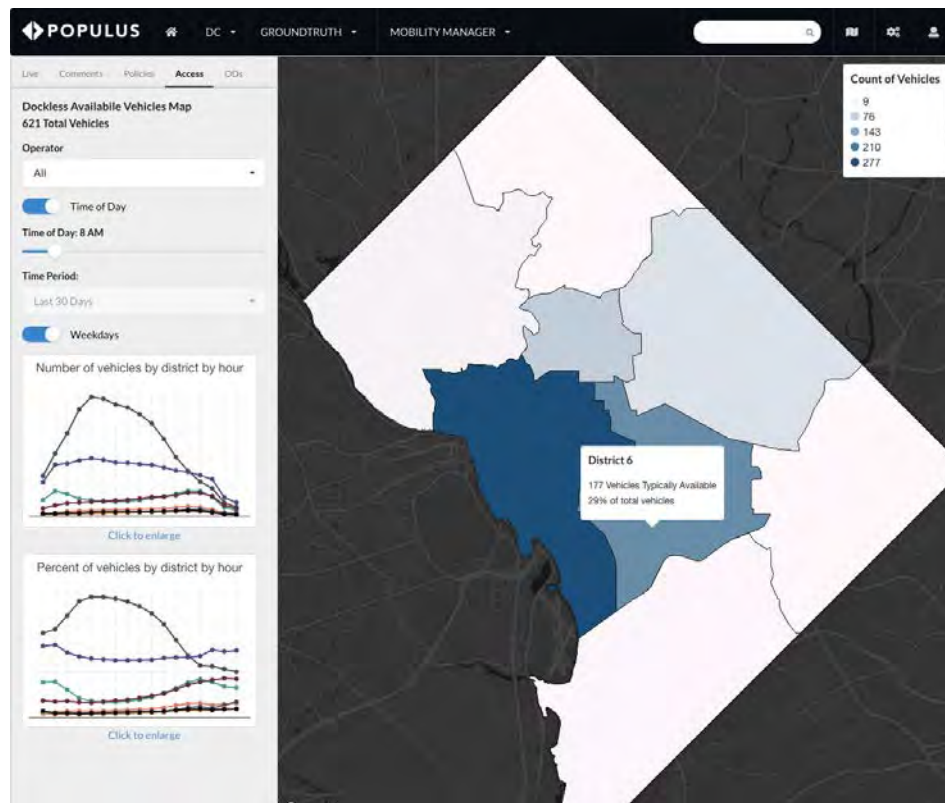 POPULUS DC GROUNDTRUTH MOBILITY MANAGER
Live Comments Policies Access ODs
Dockless Availabile Vehicles Map
621 Total Vehicles
Operator
All
Time of Day
Time of Day: 8 AM
Time Period:
Last 30 Days
Weekdays
Number of vehicles by district by hour
Click to enlarge
Percent of vehicles by district by hour
Click to enlarge
Count of Vehicles
9
76
143
210
277
District 6
177 Vehicles Typically Available
29% of total vehicles